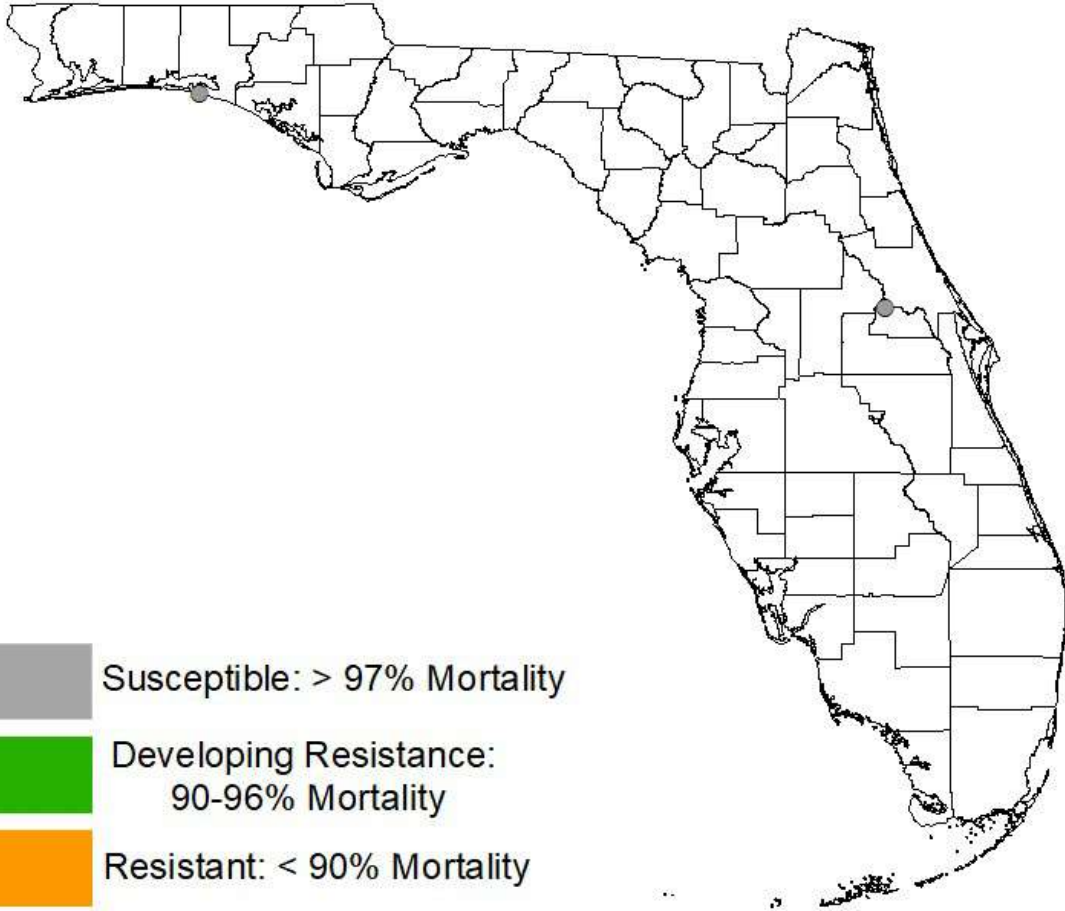 Susceptible: > 97% Mortality
Developing Resistance:
90-96% Mortality
Resistant: < 90% Mortality